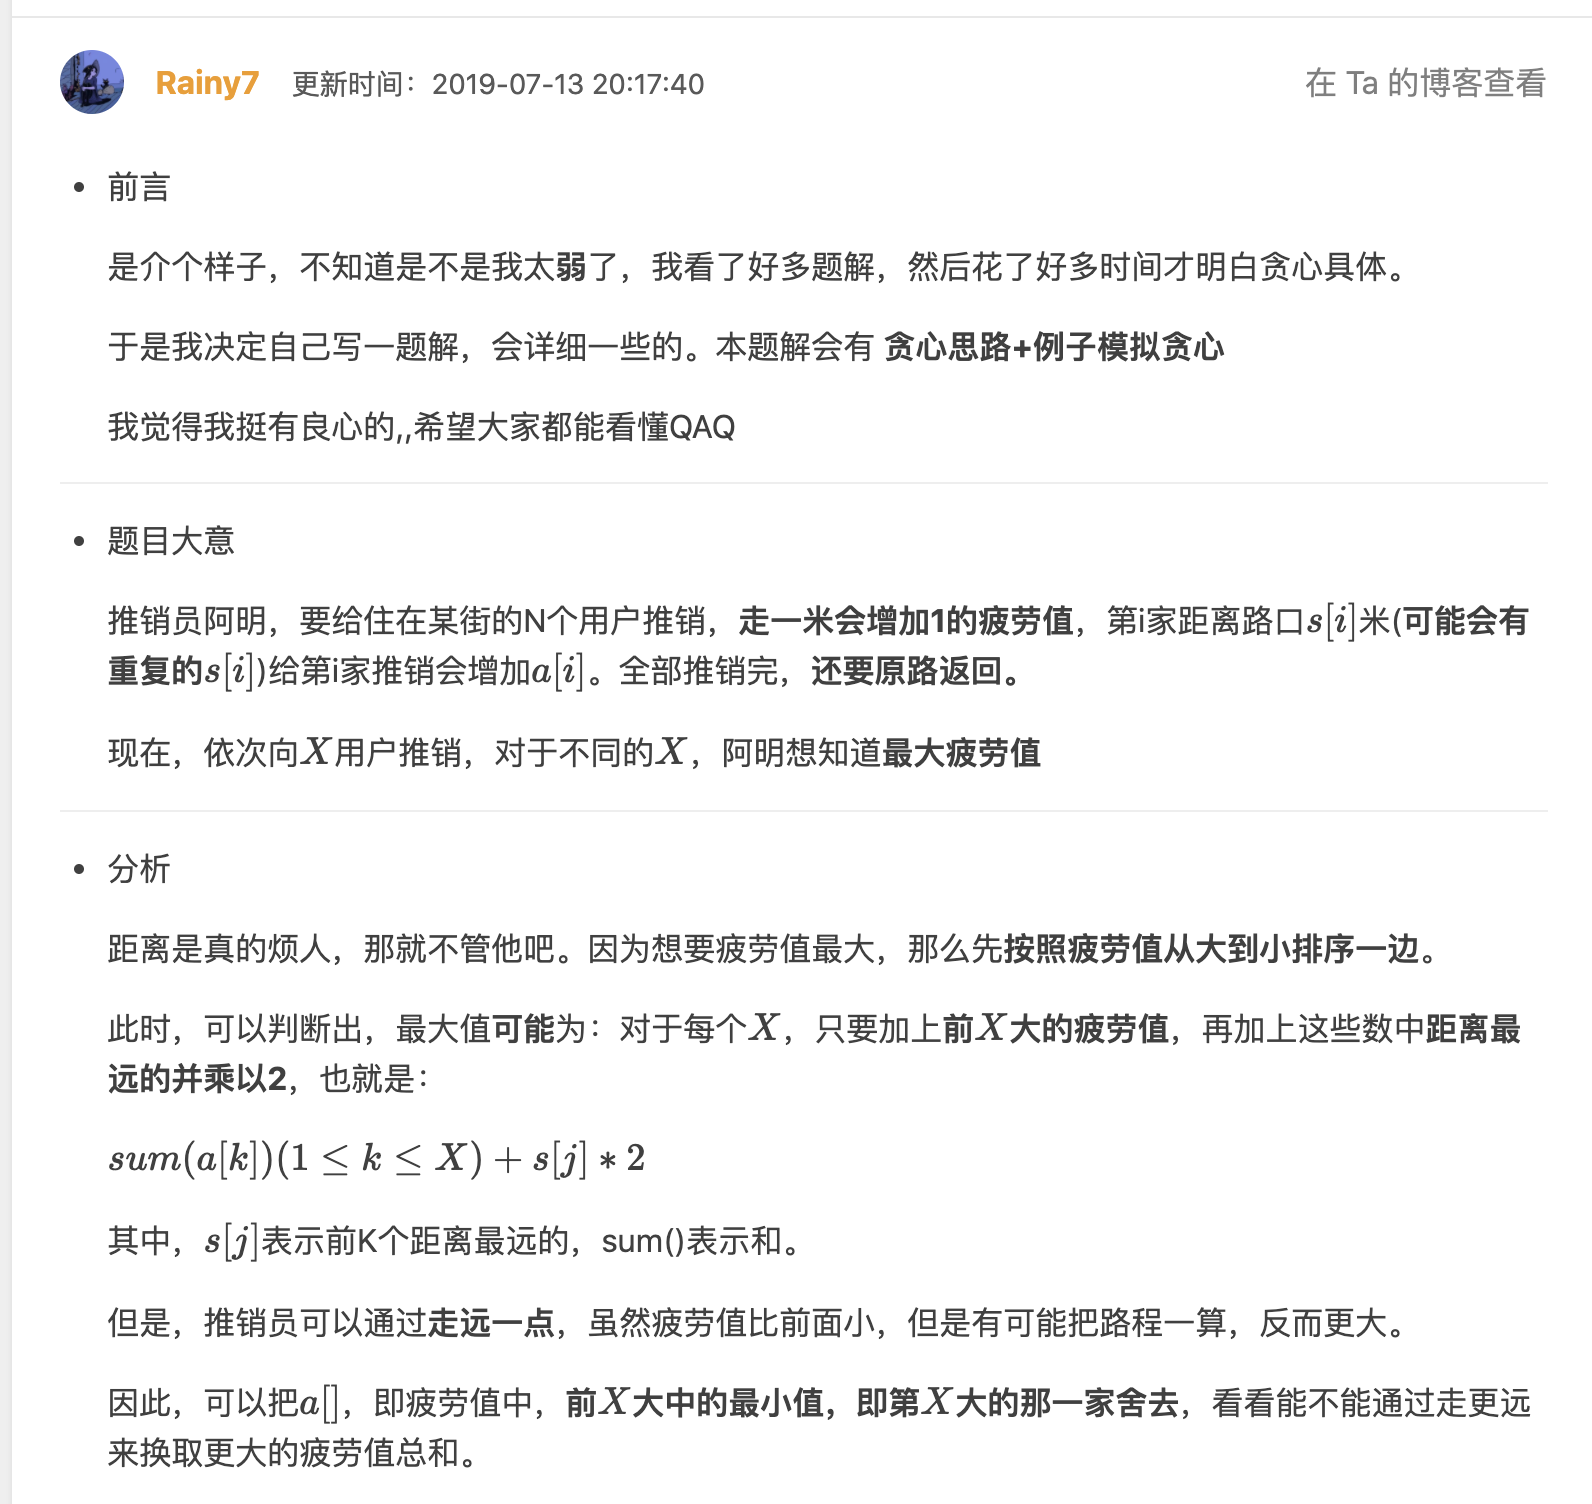 Rainy7 更新时间：2019-07-13 20:17:40 在 Ta 的博客查看
• 前言
是介个样子，不知道是不是我太弱了，我看了好多题解，然后花了好多时间才明白贪心具体。
于是我决定自己写一题解，会详细一些的。本题解会有 贪心思路+例子模拟贪心
我觉得我挺有良心的,,希望大家都能看懂QAQ
• 题目大意
推销员阿明，要给住在某街的N个用户推销，走一米会增加1的疲劳值，第i家距离路口s[i]米(可能会有
重复的s[i])给第i家推销会增加a[i]。全部推销完，还要原路返回。
现在，依次向X用户推销，对于不同的X，阿明想知道最大疲劳值
• 分析
距离是真的烦人，那就不管他吧。因为想要疲劳值最大，那么先按照疲劳值从大到小排序一边。
此时，可以判断出，最大值可能为：对于每个X，只要加上前X大的疲劳值，再加上这些数中距离最
远的并乘以2，也就是：
sum(a[k])(1 ≤ k ≤ X) + s[j] ∗ 2
其中，s[j]表示前K个距离最远的，sum()表示和。
但是，推销员可以通过走远一点，虽然疲劳值比前面小，但是有可能把路程一算，反而更大。
因此，可以把a[]，即疲劳值中，前X大中的最小值，即第X大的那一家舍去，看看能不能通过走更远
来换取更大的疲劳值总和。